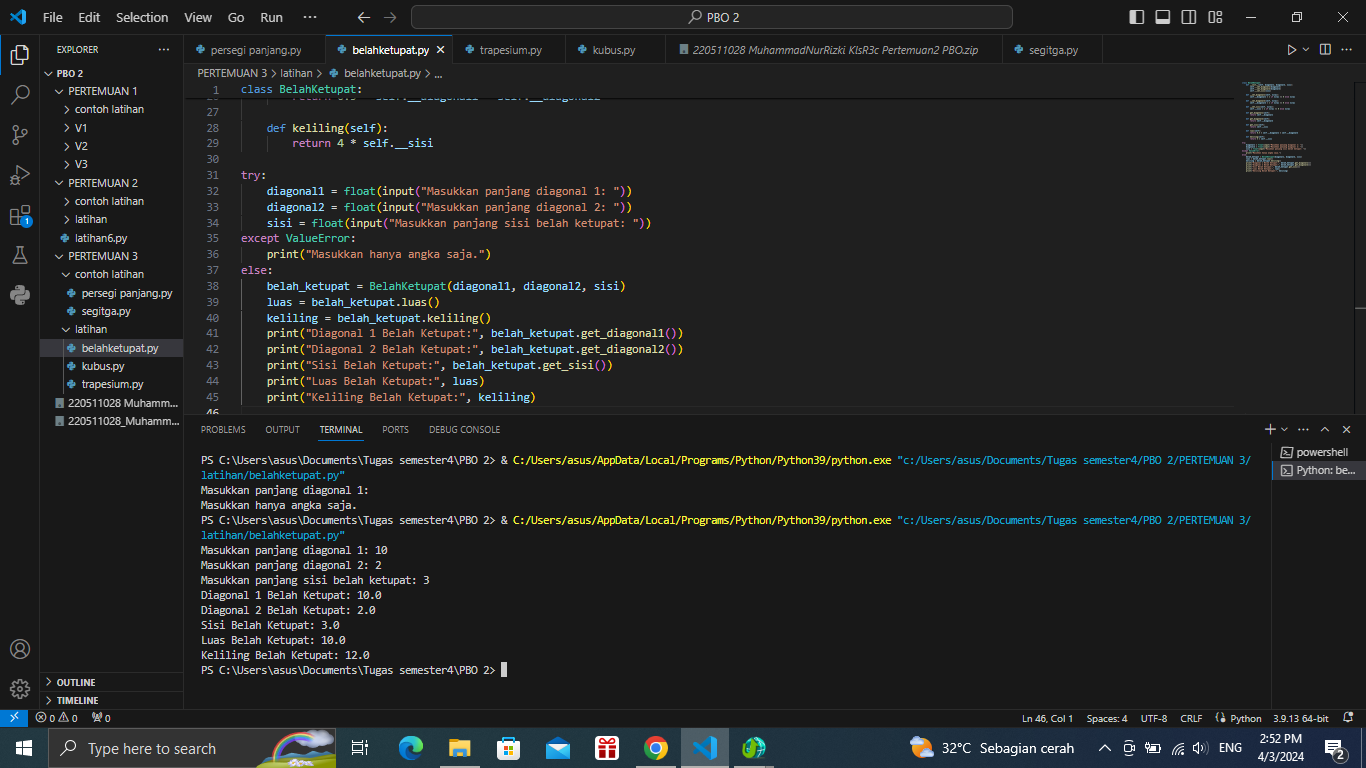 File Edit Selection View Go Run ··· PBO 2
EXPLORER ···
PBO 2
PERTEMUAN 1
contoh latihan
V1
V2
V3
PERTEMUAN 2
contoh latihan
latihan
latihan6.py
PERTEMUAN 3
contoh latihan
persegi panjang.py
segitga.py
latihan
belahketupat.py
kubus.py
trapesium.py
220511028 Muhamm...
220511028_Muhamm...
OUTLINE
TIMELINE
persegi panjang.py belahketupat.py trapesium.py kubus.py 220511028 MuhammadNurRizki KlsR3c Pertemuan2 PBO.zip segitga.py
PERTEMUAN 3 > latihan > belahketupat.py > ...
1 class BelahKetupat:
27
28 def keliling(self):
29 return 4 * self.__sisi
30
31 try:
32 diagonal1 = float(input("Masukkan panjang diagonal 1: "))
33 diagonal2 = float(input("Masukkan panjang diagonal 2: "))
34 sisi = float(input("Masukkan panjang sisi belah ketupat: "))
35 except ValueError:
36 print("Masukkan hanya angka saja.")
37 else:
38 belah_ketupat = BelahKetupat(diagonal1, diagonal2, sisi)
39 luas = belah_ketupat.luas()
40 keliling = belah_ketupat.keliling()
41 print("Diagonal 1 Belah Ketupat:", belah_ketupat.get_diagonal1())
42 print("Diagonal 2 Belah Ketupat:", belah_ketupat.get_diagonal2())
43 print("Sisi Belah Ketupat:", belah_ketupat.get_sisi())
44 print("Luas Belah Ketupat:", luas)
45 print("Keliling Belah Ketupat:", keliling)
46
PROBLEMS OUTPUT TERMINAL PORTS DEBUG CONSOLE
PS C:\Users\asus\Documents\Tugas semester4\PBO 2> & C:/Users/asus/AppData/Local/Programs/Python/Python39/python.exe "c:/Users/asus/Documents/Tugas semester4/PBO 2/PERTEMUAN 3/
latihan/belahketupat.py"
Masukkan panjang diagonal 1:
Masukkan hanya angka saja.
PS C:\Users\asus\Documents\Tugas semester4\PBO 2> & C:/Users/asus/AppData/Local/Programs/Python/Python39/python.exe "c:/Users/asus/Documents/Tugas semester4/PBO 2/PERTEMUAN 3/
latihan/belahketupat.py"
Masukkan panjang diagonal 1: 10
Masukkan panjang diagonal 2: 2
Masukkan panjang sisi belah ketupat: 3
Diagonal 1 Belah Ketupat: 10.0
Diagonal 2 Belah Ketupat: 2.0
Sisi Belah Ketupat: 3.0
Luas Belah Ketupat: 10.0
Keliling Belah Ketupat: 12.0
PS C:\Users\asus\Documents\Tugas semester4\PBO 2>
powershell
Python: be...
1
0 0 0 Ln 46, Col 1 Spaces: 4 UTF-8 CRLF Python 3.9.13 64-bit
Type here to search 32°C Sebagian cerah ENG 2:52 PM
4/3/2024
2